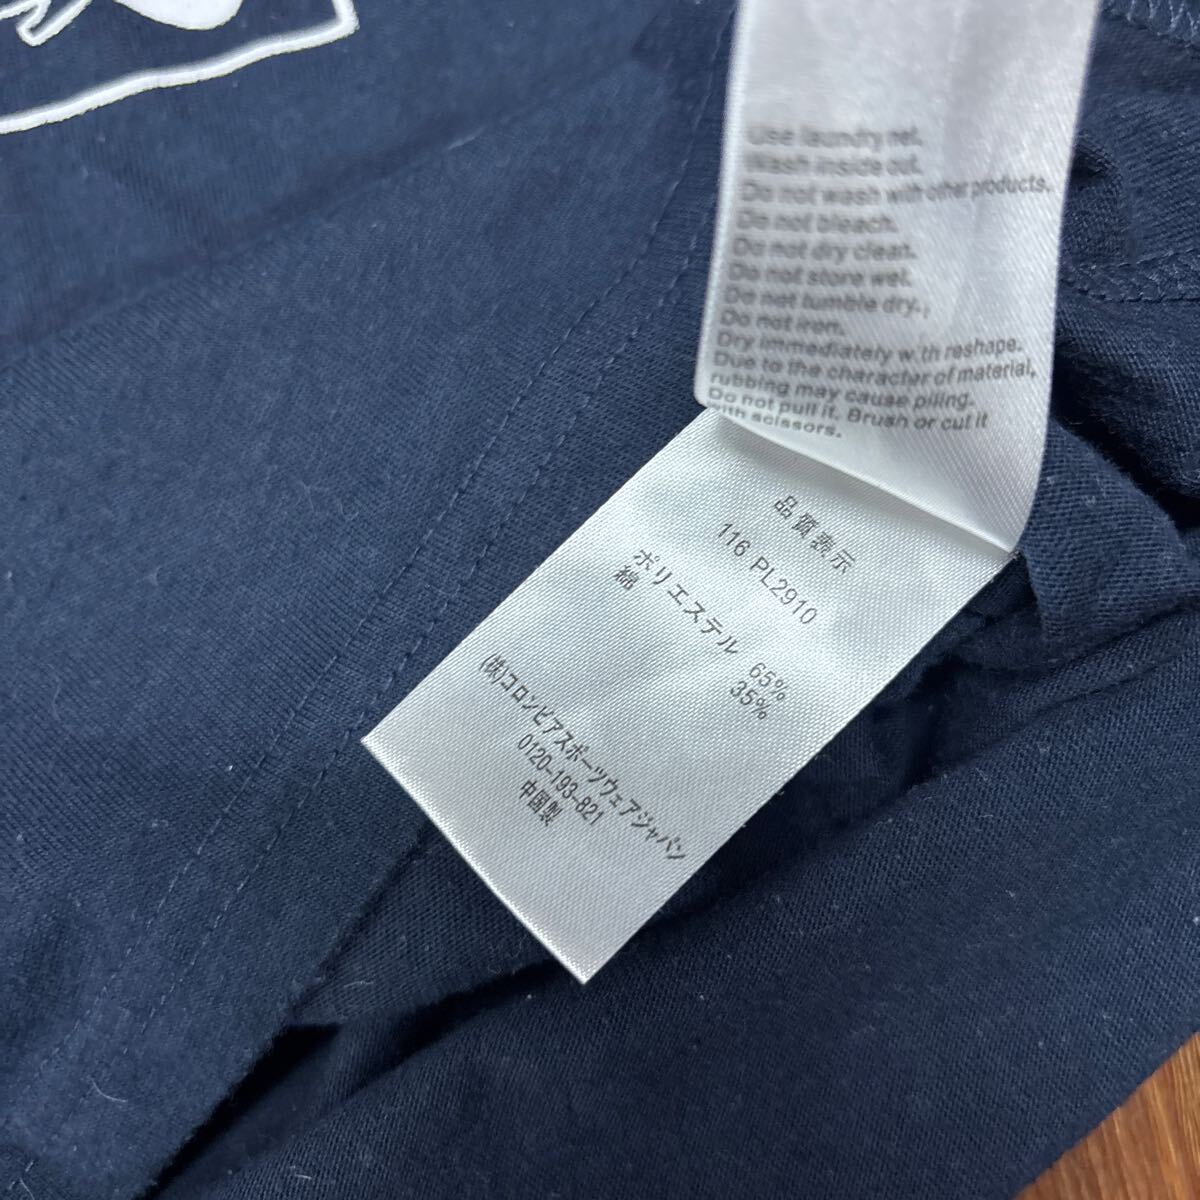 Use laundry net.
Wash inside out.
Do not wash with other products.
Do not bleach.
Do not dry clean.
Do not store wet.
Do not tumble dry.,
Do not iron.
Dry immediately with reshape.
Due to the character of material,
rubbing may cause piling.
Do not pull it. Brush or cut it
with scissors.
品質表示
116 PL2910
ポリエステル 65%
綿 35%
(株)コロンビアスポーツウェアジャパン
0120-193-821
中国製